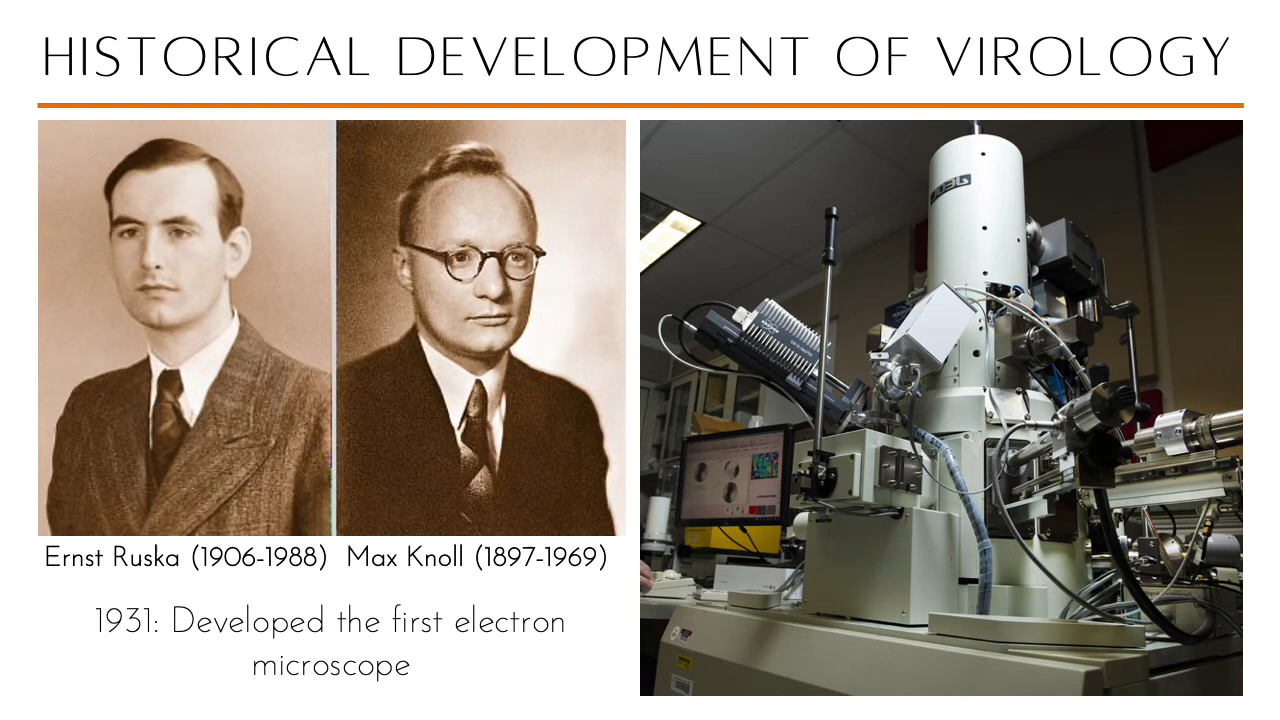 HISTORICAL DEVELOPMENT OF VIROLOGY
Ernst Ruska (1906-1988) Max Knoll (1897-1969)
1931: Developed the first electron
microscope